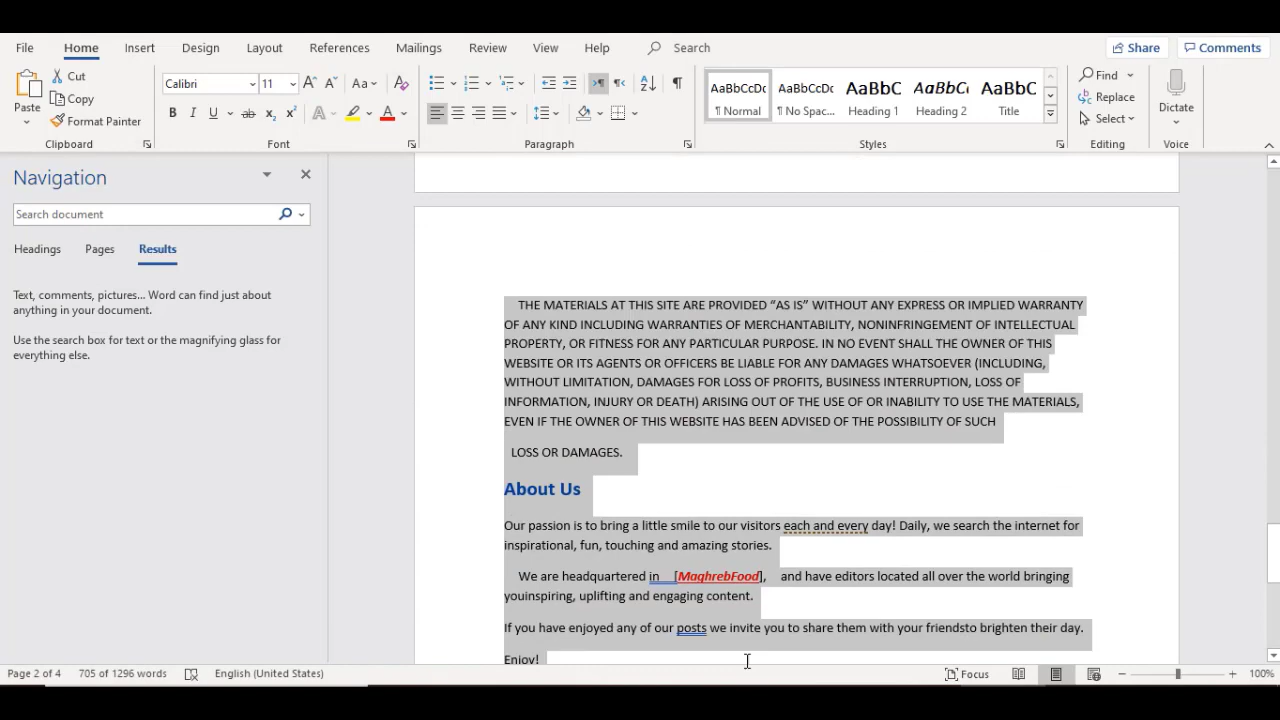 File Home Insert Design Layout References Mailings Review View Help Search Share Comments
Paste Cut Copy Format Painter Clipboard
Calibri 11 Font
Paragraph
AaBbCcDc AaBbCcDc AaBbC AaBbCc AaBbC
¶ Normal ¶ No Spac... Heading 1 Heading 2 Title
Styles
Find Replace Select Editing
Dictate Voice
Navigation
Search document
Headings Pages Results
Text, comments, pictures... Word can find just about
anything in your document.
Use the search box for text or the magnifying glass for
everything else.
THE MATERIALS AT THIS SITE ARE PROVIDED “AS IS” WITHOUT ANY EXPRESS OR IMPLIED WARRANTY
OF ANY KIND INCLUDING WARRANTIES OF MERCHANTABILITY, NONINFRINGEMENT OF INTELLECTUAL
PROPERTY, OR FITNESS FOR ANY PARTICULAR PURPOSE. IN NO EVENT SHALL THE OWNER OF THIS
WEBSITE OR ITS AGENTS OR OFFICERS BE LIABLE FOR ANY DAMAGES WHATSOEVER (INCLUDING,
WITHOUT LIMITATION, DAMAGES FOR LOSS OF PROFITS, BUSINESS INTERRUPTION, LOSS OF
INFORMATION, INJURY OR DEATH) ARISING OUT OF THE USE OF OR INABILITY TO USE THE MATERIALS,
EVEN IF THE OWNER OF THIS WEBSITE HAS BEEN ADVISED OF THE POSSIBILITY OF SUCH
LOSS OR DAMAGES.
About Us
Our passion is to bring a little smile to our visitors each and every day! Daily, we search the internet for
inspirational, fun, touching and amazing stories.
We are headquartered in [MaghrebFood], and have editors located all over the world bringing
youinspiring, uplifting and engaging content.
If you have enjoyed any of our posts we invite you to share them with your friendsto brighten their day.
Enjoy!
Page 2 of 4 705 of 1296 words English (United States) Focus 100%